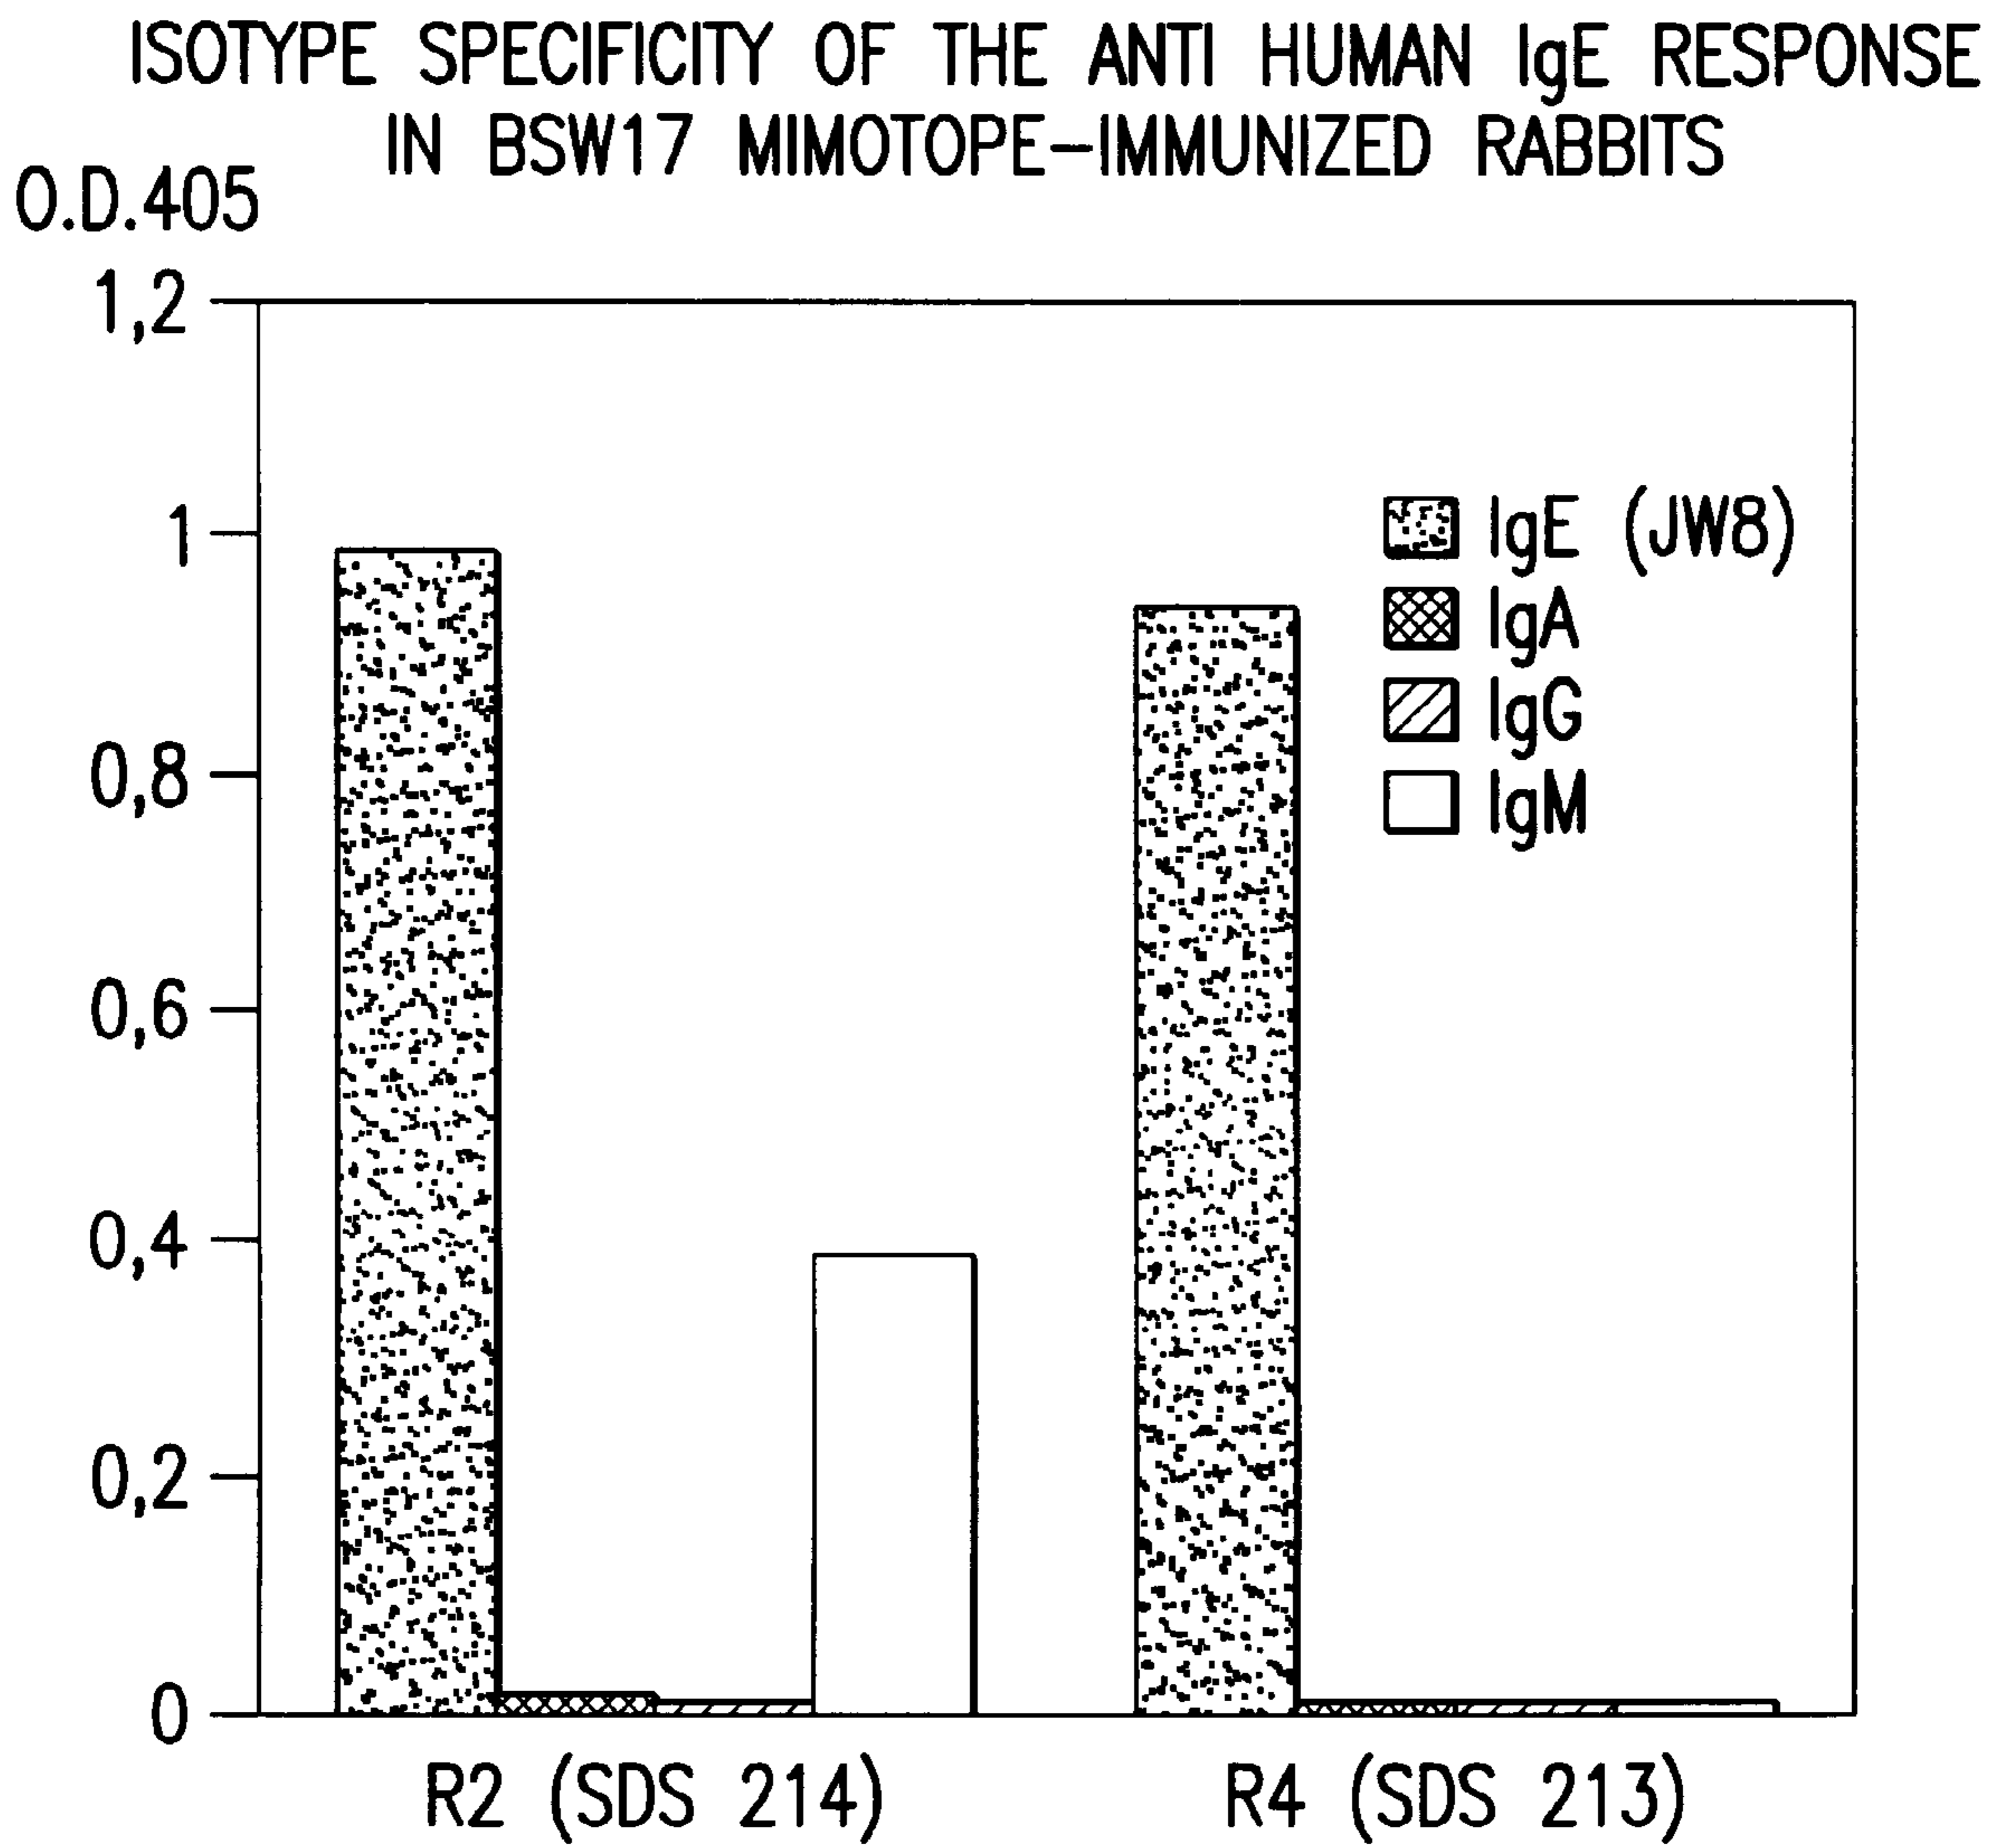 ISOTYPE SPECIFICITY OF THE ANTI HUMAN IgE RESPONSE
IN BSW17 MIMOTOPE-IMMUNIZED RABBITS
O.D.405
1,2
1
0,8
0,6
0,4
0,2
0
IgE (JW8)
IgA
IgG
IgM
R2 (SDS 214)
R4 (SDS 213)